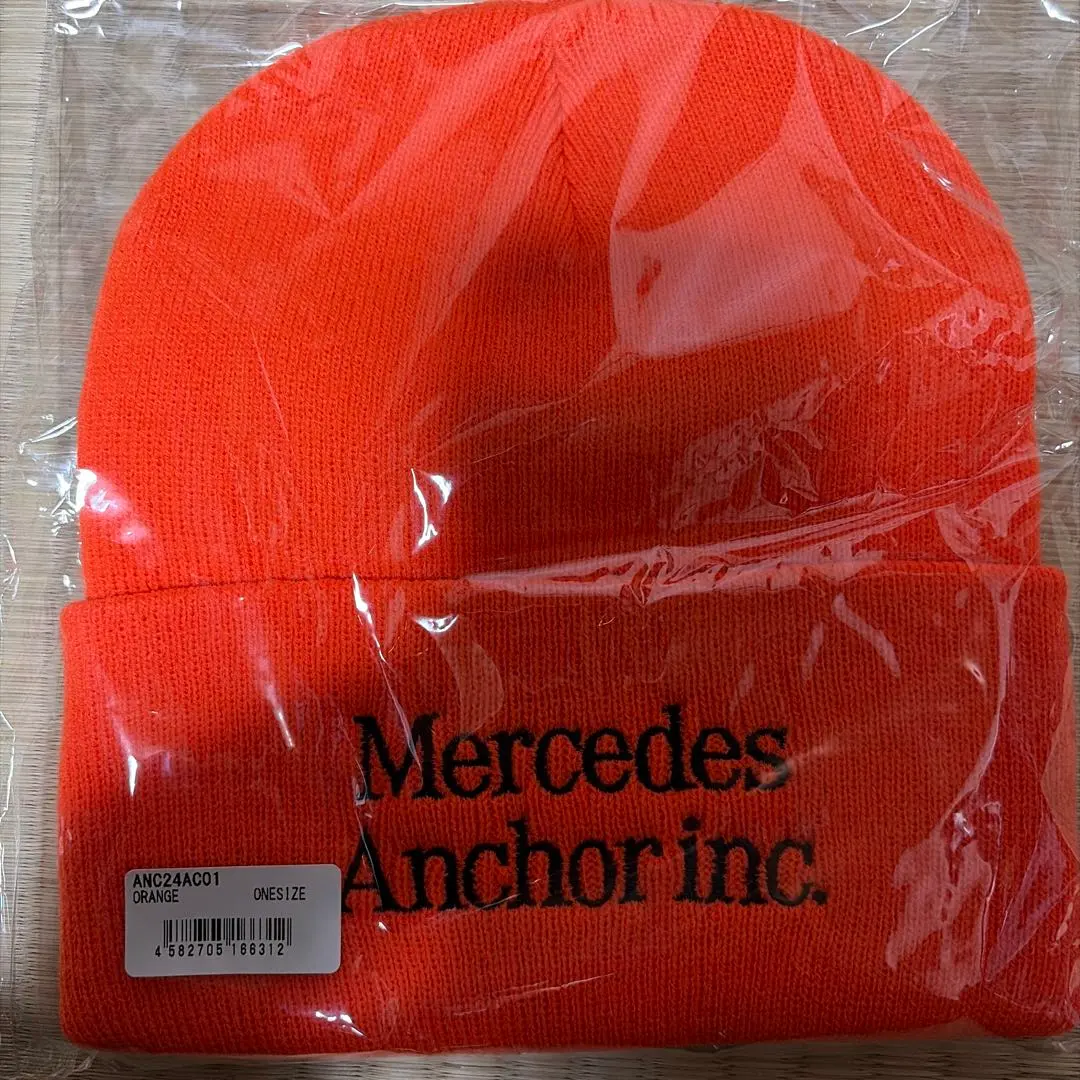 Mercedes
Anchor inc.
ANC24AC01
ORANGE ONESIZE
4 582705 166312